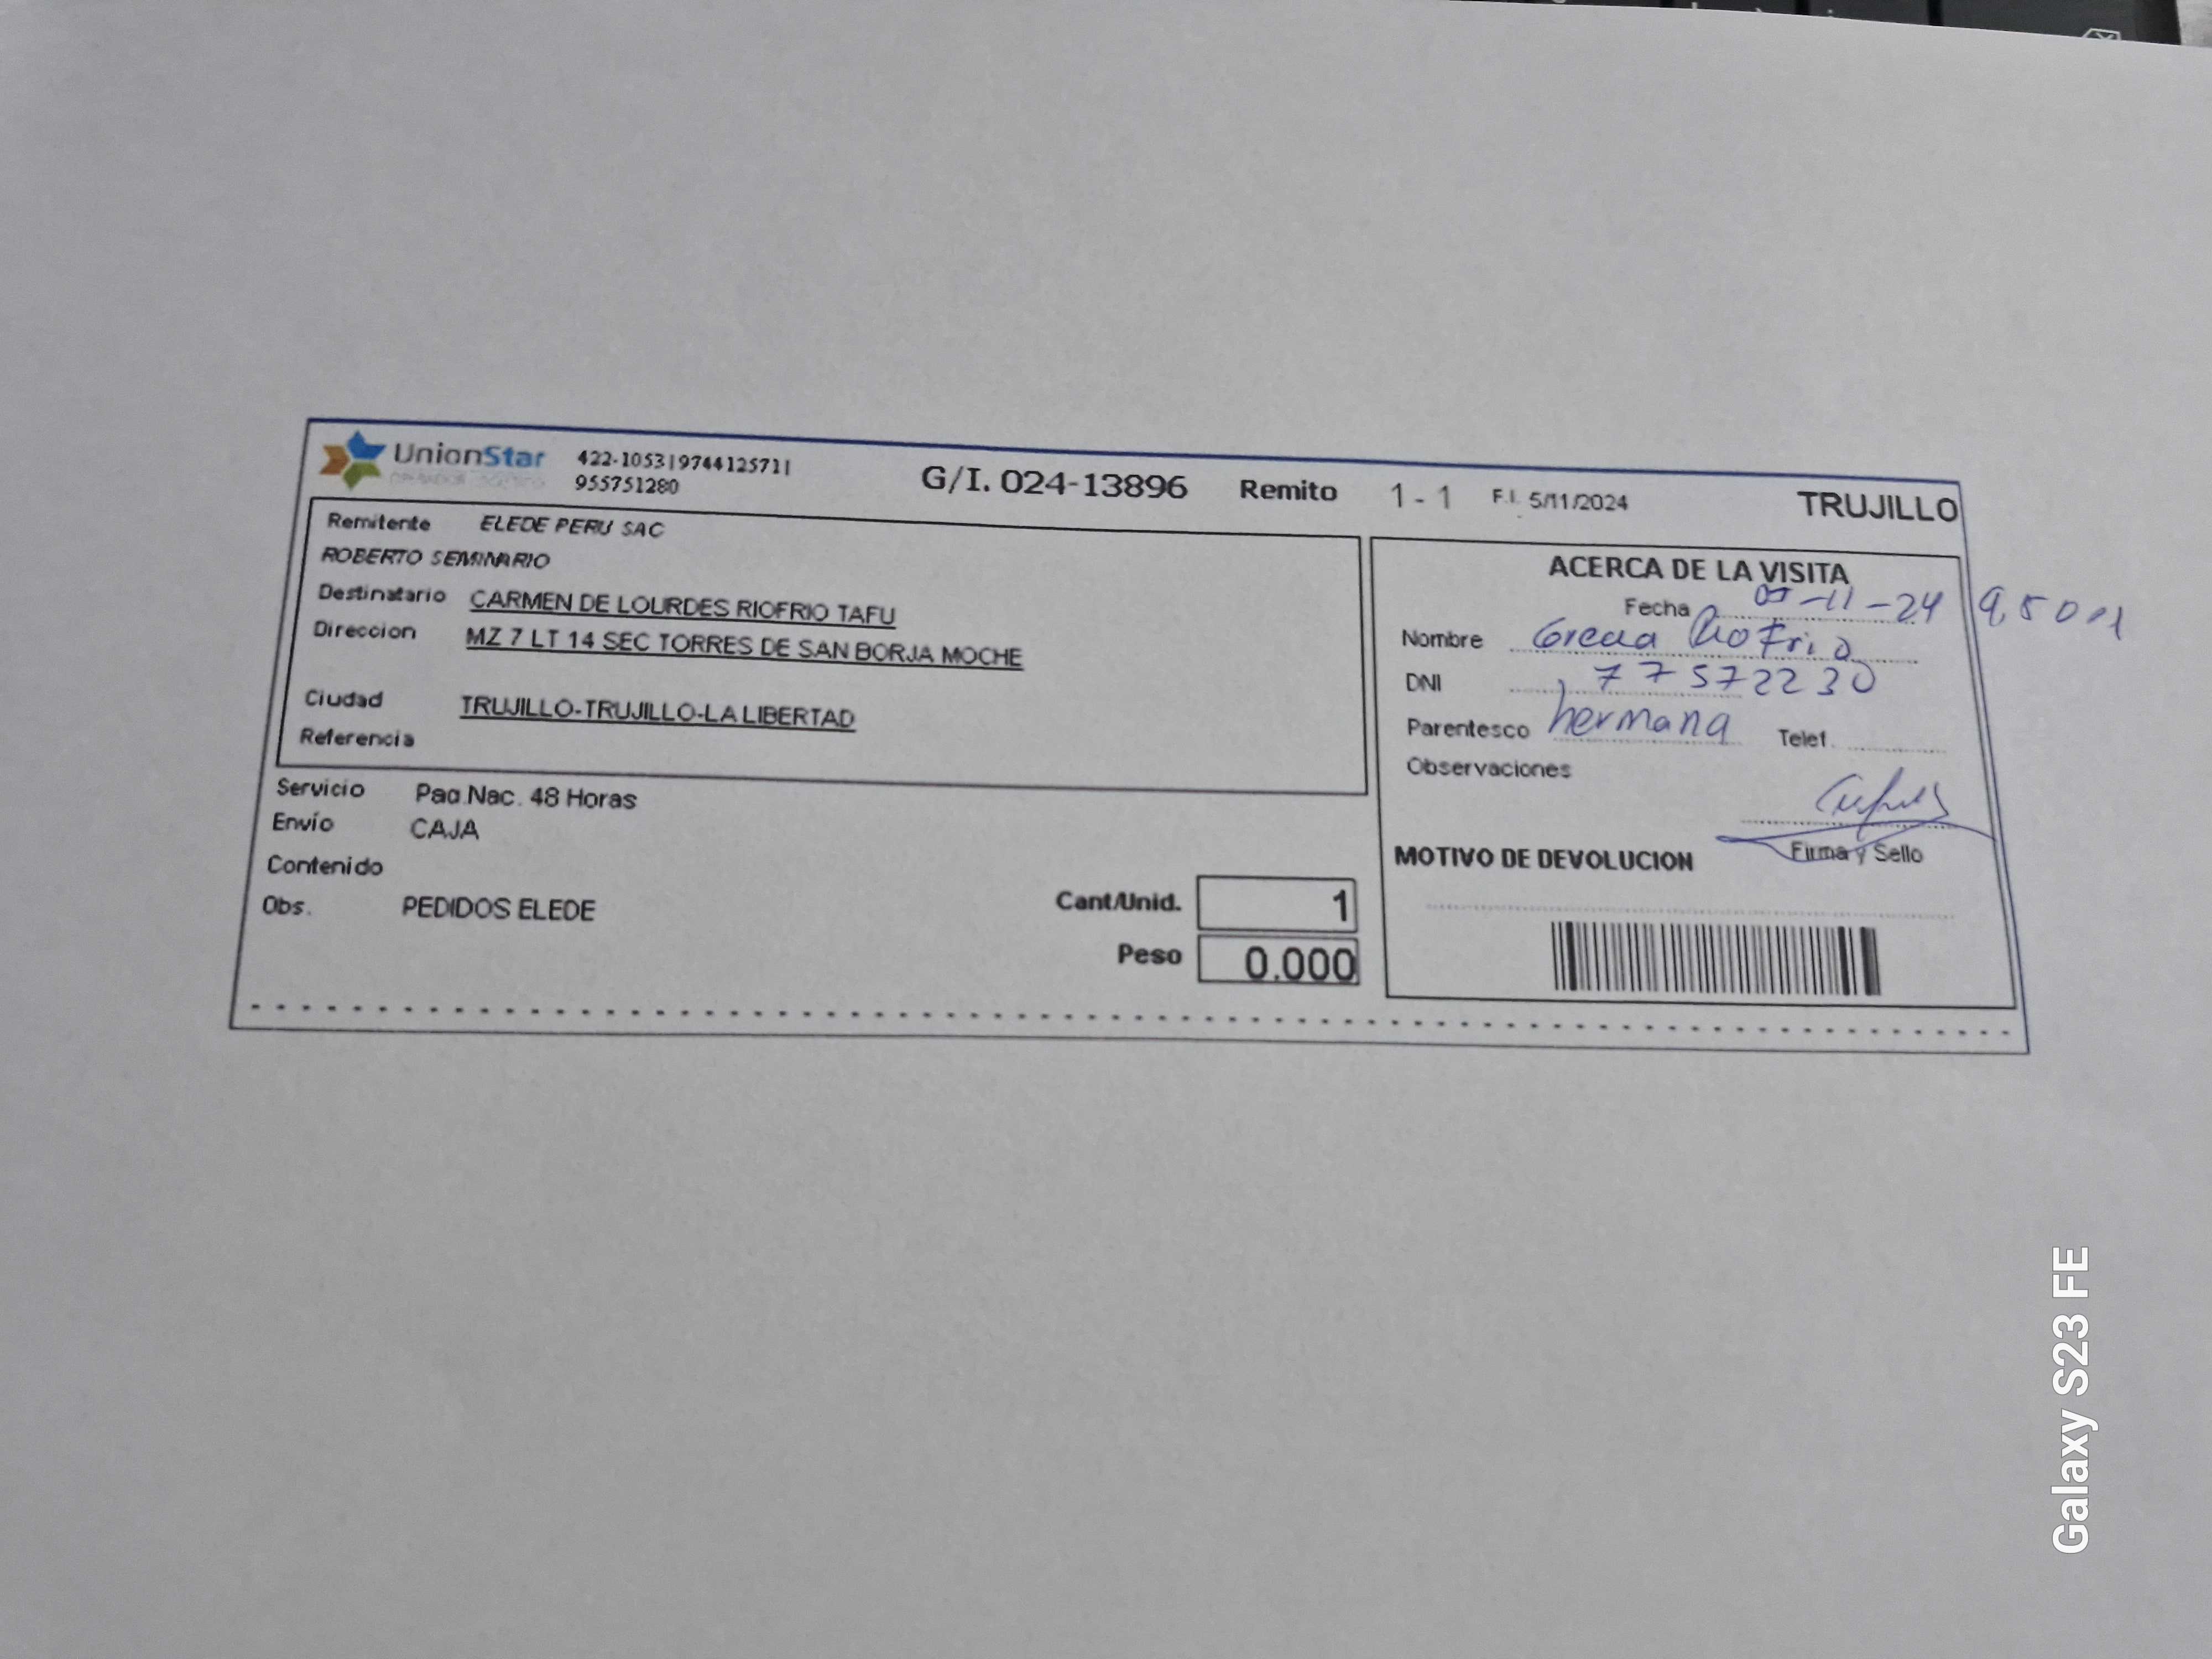 UnionStar
422-1053|974412571|
955751280
G/I. 024-13896 Remito 1 - 1 F.I. 5/11/2024 TRUJILLO
Remitente ELEDE PERU SAC
ROBERTO SEMINARIO
Destinatario CARMEN DE LOURDES RIOFRIO TAFU
Direccion MZ 7 LT 14 SEC TORRES DE SAN BORJA MOCHE
Ciudad TRUJILLO-TRUJILLO-LA LIBERTAD
Referencia
Servicio Paq.Nac. 48 Horas
Envío CAJA
Contenido
Obs. PEDIDOS ELEDE
Cant/Unid. 1
Peso 0.000
ACERCA DE LA VISITA
Fecha -11-24
Nombre Riofrio
DNI 77572230
Parentesco hermana Telef.
Observaciones
Firma y Sello
MOTIVO DE DEVOLUCION
Galaxy S23 FE